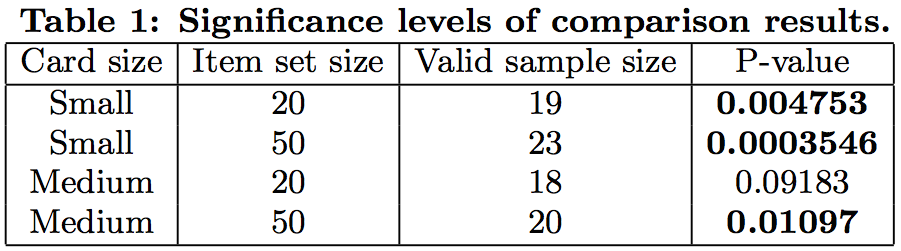 Table 1: Significance levels of comparison results.
Card size Item set size Valid sample size P-value
Small 20 19 0.004753
Small 50 23 0.0003546
Medium 20 18 0.09183
Medium 50 20 0.01097